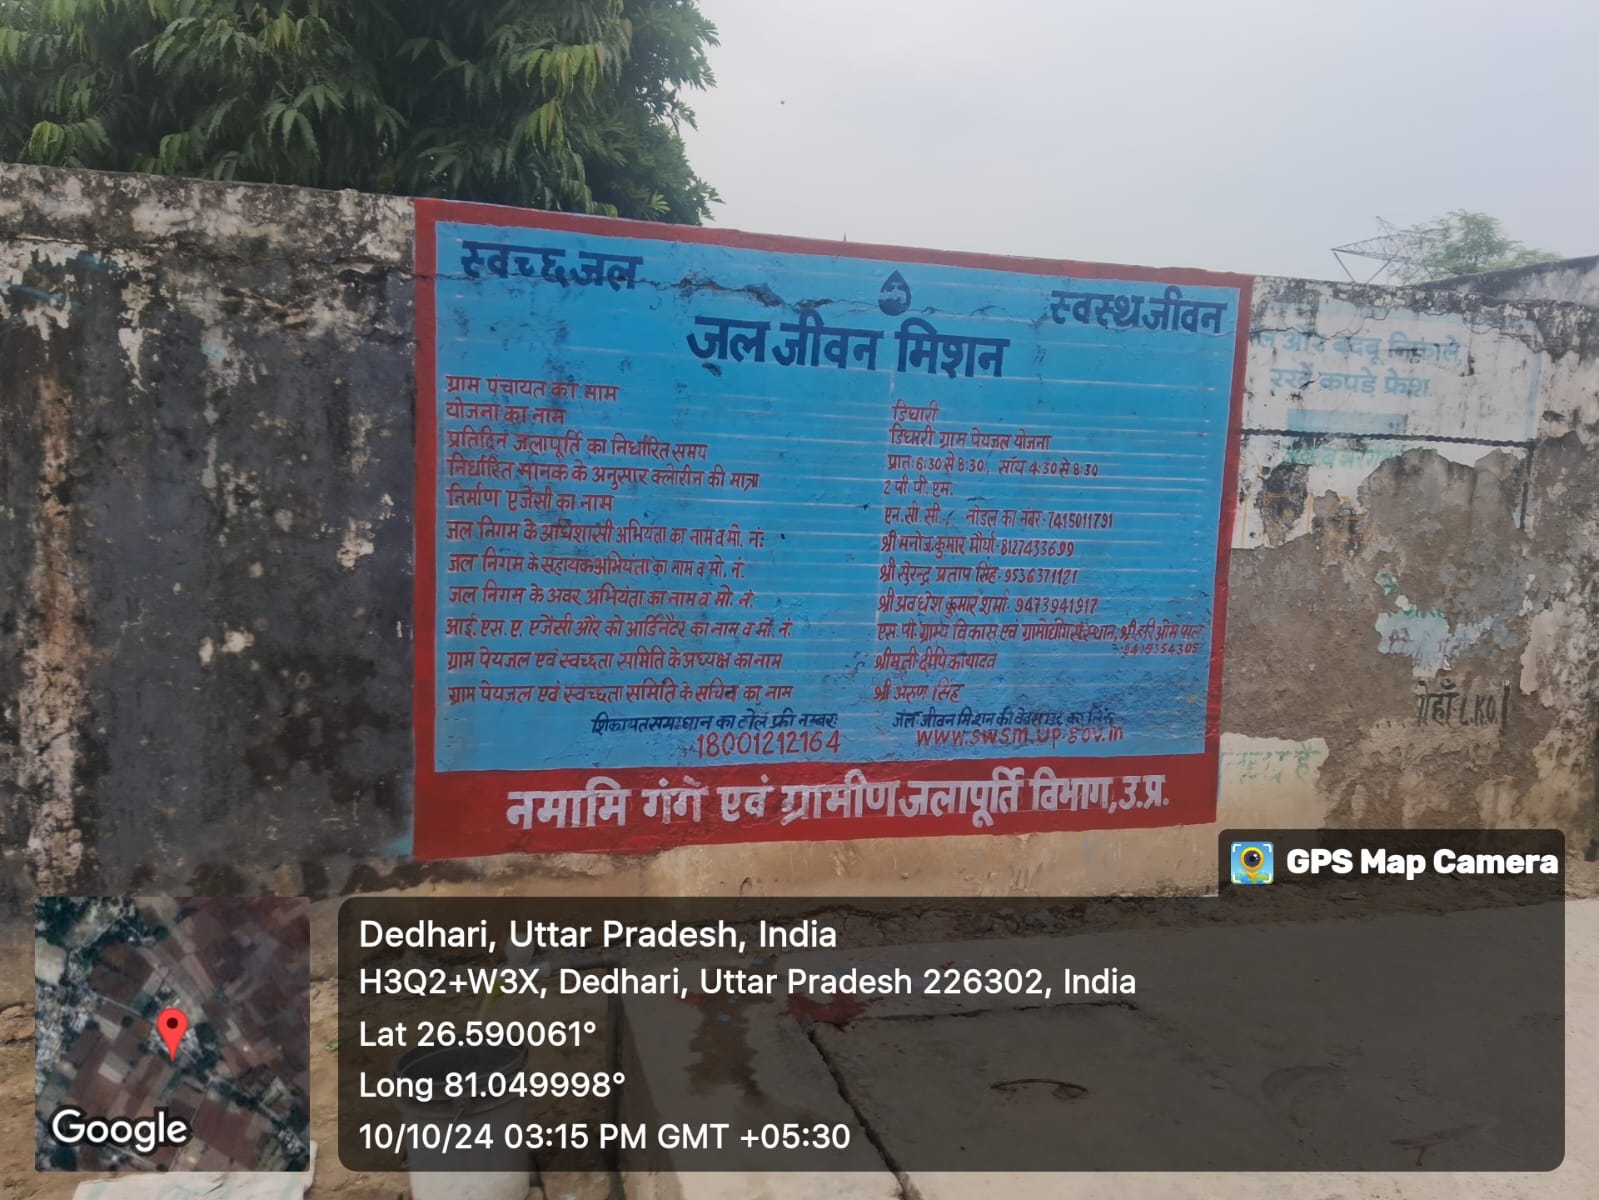 स्वच्छ जल
स्वस्थ जीवन
जल जीवन मिशन
ग्राम पंचायत का नाम डिघारी
योजना का नाम डिघारी ग्राम पेयजल योजना
प्रतिदिन जलापूर्ति का निर्धारित समय प्रातः 6:30 से 8:30, सॉय 4:30 से 8:30
निर्धारित मानक के अनुसार क्लोरीन की मात्रा 2 पी. पी. एम.
निर्माण एजेंसी का नाम एन. सी. सी. / नोडल का नंबर-7415011791
जल निगम के अधिशासी अभियंता का नाम व मो. नं: श्री मनोज कुमार मौर्या-8127433699
जल निगम के सहायक अभियंता का नाम व मो. नं. श्री सुरेन्द्र प्रताप सिंह-9536371121
जल निगम के अवर अभियंता का नाम व मो. नं. श्री अवधेश कुमार शर्मा- 9473941917
आई. एस. ए. एजेंसी और को आर्डिनेटर का नाम व मो. नं. एस. पी. ग्राम्य विकास एवं ग्रामोद्योग संस्थान, श्री हरि ओम पाल
ग्राम पेयजल एवं स्वच्छता समिति के अध्यक्ष का नाम श्रीमती दीपिका यादव
ग्राम पेयजल एवं स्वच्छता समिति के सचिव का नाम श्री अरुण सिंह
शिकायत समाधान का टोल फ्री नम्बर: जल जीवन मिशन की वेबसाइट का लिंक
18001212164 www.swsm.up.gov.in
नमामि गंगे एवं ग्रामीण जलापूर्ति विभाग, उ.प्र.
और बदबू निकाले,
रखें कपड़े फ्रेश
GPS Map Camera
Dedhari, Uttar Pradesh, India
H3Q2+W3X, Dedhari, Uttar Pradesh 226302, India
Lat 26.590061°
Long 81.049998°
10/10/24 03:15 PM GMT +05:30
Google